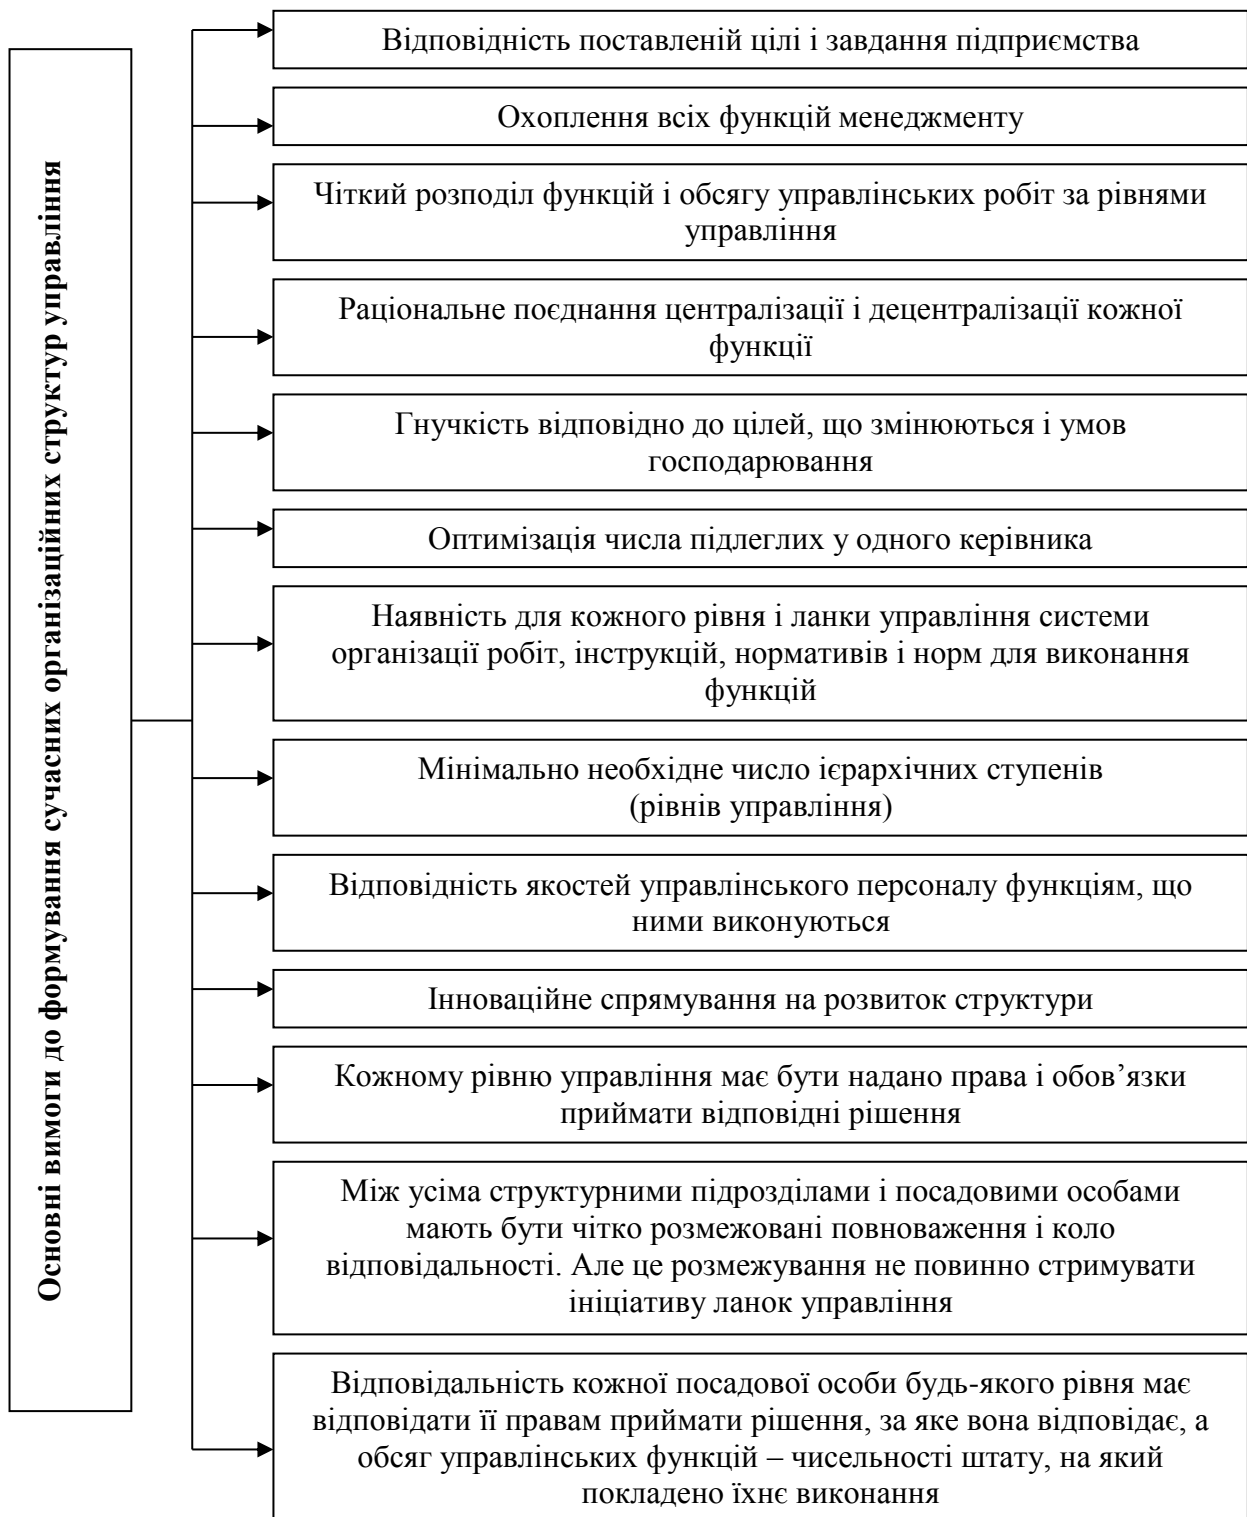 Основні вимоги до формування сучасних організаційних структур управління
Відповідність поставленій цілі і завдання підприємства
Охоплення всіх функцій менеджменту
Чіткий розподіл функцій і обсягу управлінських робіт за рівнями
управління
Раціональне поєднання централізації і децентралізації кожної
функції
Гнучкість відповідно до цілей, що змінюються і умов
господарювання
Оптимізація числа підлеглих у одного керівника
Наявність для кожного рівня і ланки управління системи
організації робіт, інструкцій, нормативів і норм для виконання
функцій
Мінімально необхідне число ієрархічних ступенів
(рівнів управління)
Відповідність якостей управлінського персоналу функціям, що
ними виконуються
Інноваційне спрямування на розвиток структури
Кожному рівню управління має бути надано права і обов’язки
приймати відповідні рішення
Між усіма структурними підрозділами і посадовими особами
мають бути чітко розмежовані повноваження і коло
відповідальності. Але це розмежування не повинно стримувати
ініціативу ланок управління
Відповідальність кожної посадової особи будь-якого рівня має
відповідати її правам приймати рішення, за яке вона відповідає, а
обсяг управлінських функцій – чисельності штату, на який
покладено їхнє виконання